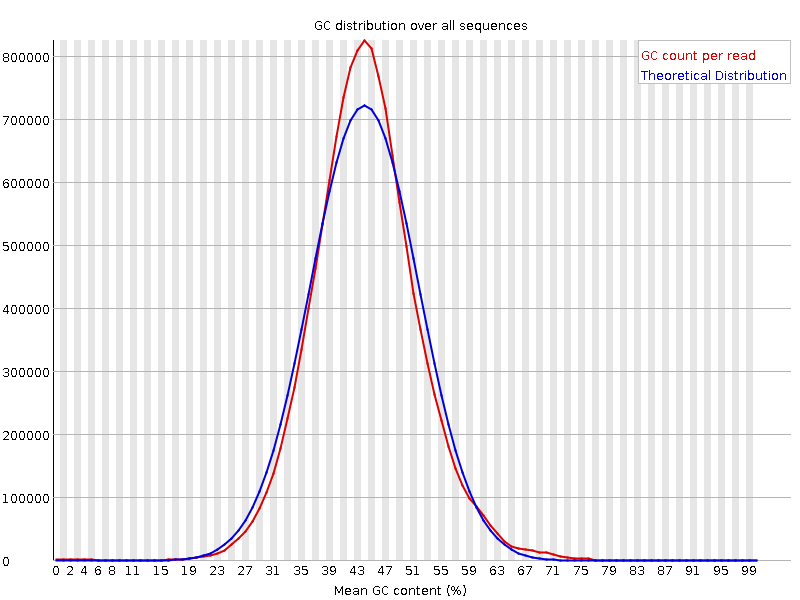 GC distribution over all sequences
GC count per read
Theoretical Distribution
800000
700000
600000
500000
400000
300000
200000
100000
0
0 2 4 6 8 11 15 19 23 27 31 35 39 43 47 51 55 59 63 67 71 75 79 83 87 91 95 99
Mean GC content (%)